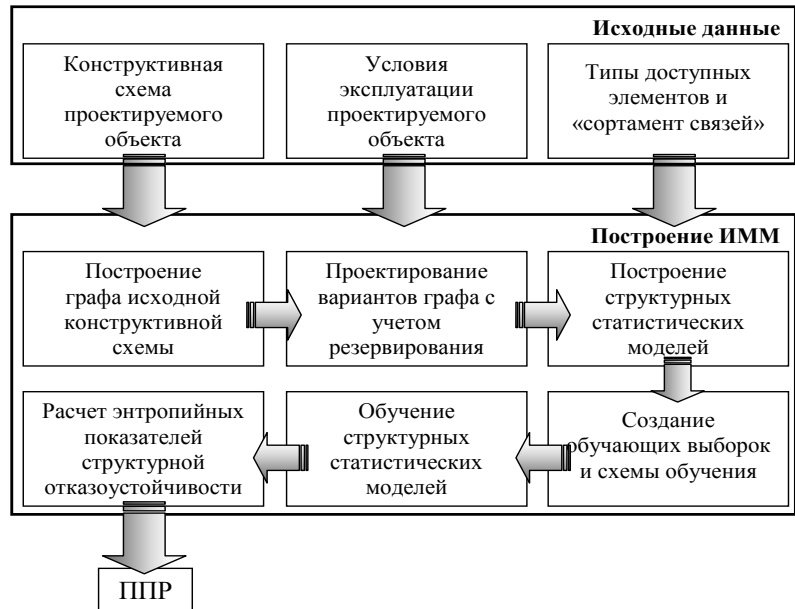 Исходные данные
Конструктивная
схема
проектируемого
объекта
Условия
эксплуатации
проектируемого
объекта
Типы доступных
элементов и
«сортамент связей»
Построение ИММ
Построение
графа исходной
конструктивной
схемы
Проектирование
вариантов графа с
учетом
резервирования
Построение
структурных
статистических
моделей
Создание
обучающих выборок
и схемы обучения
Обучение
структурных
статистических
моделей
Расчет энтропийных
показателей
структурной
отказоустойчивости
ППР